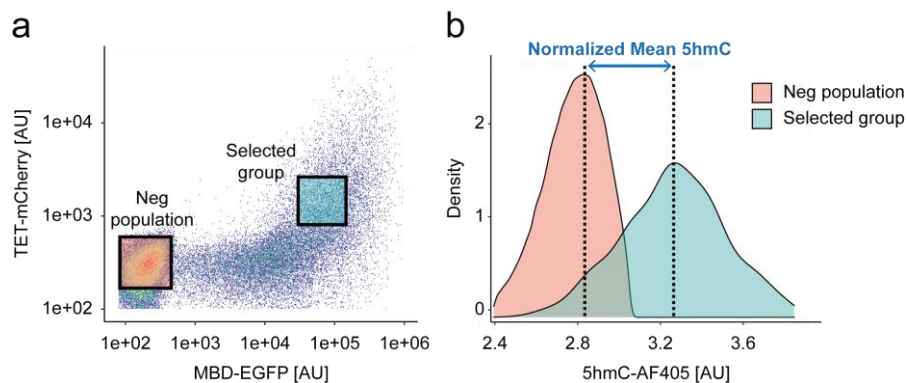 a
TET-mCherry [AU]
1e+04
1e+03
1e+02
Selected
group
Neg
population
1e+02 1e+03 1e+04 1e+05 1e+06
MBD-EGFP [AU]
b
Normalized Mean 5hmC
Neg population
Selected group
Density
2
1
0
2.4 2.8 3.2 3.6
5hmC-AF405 [AU]